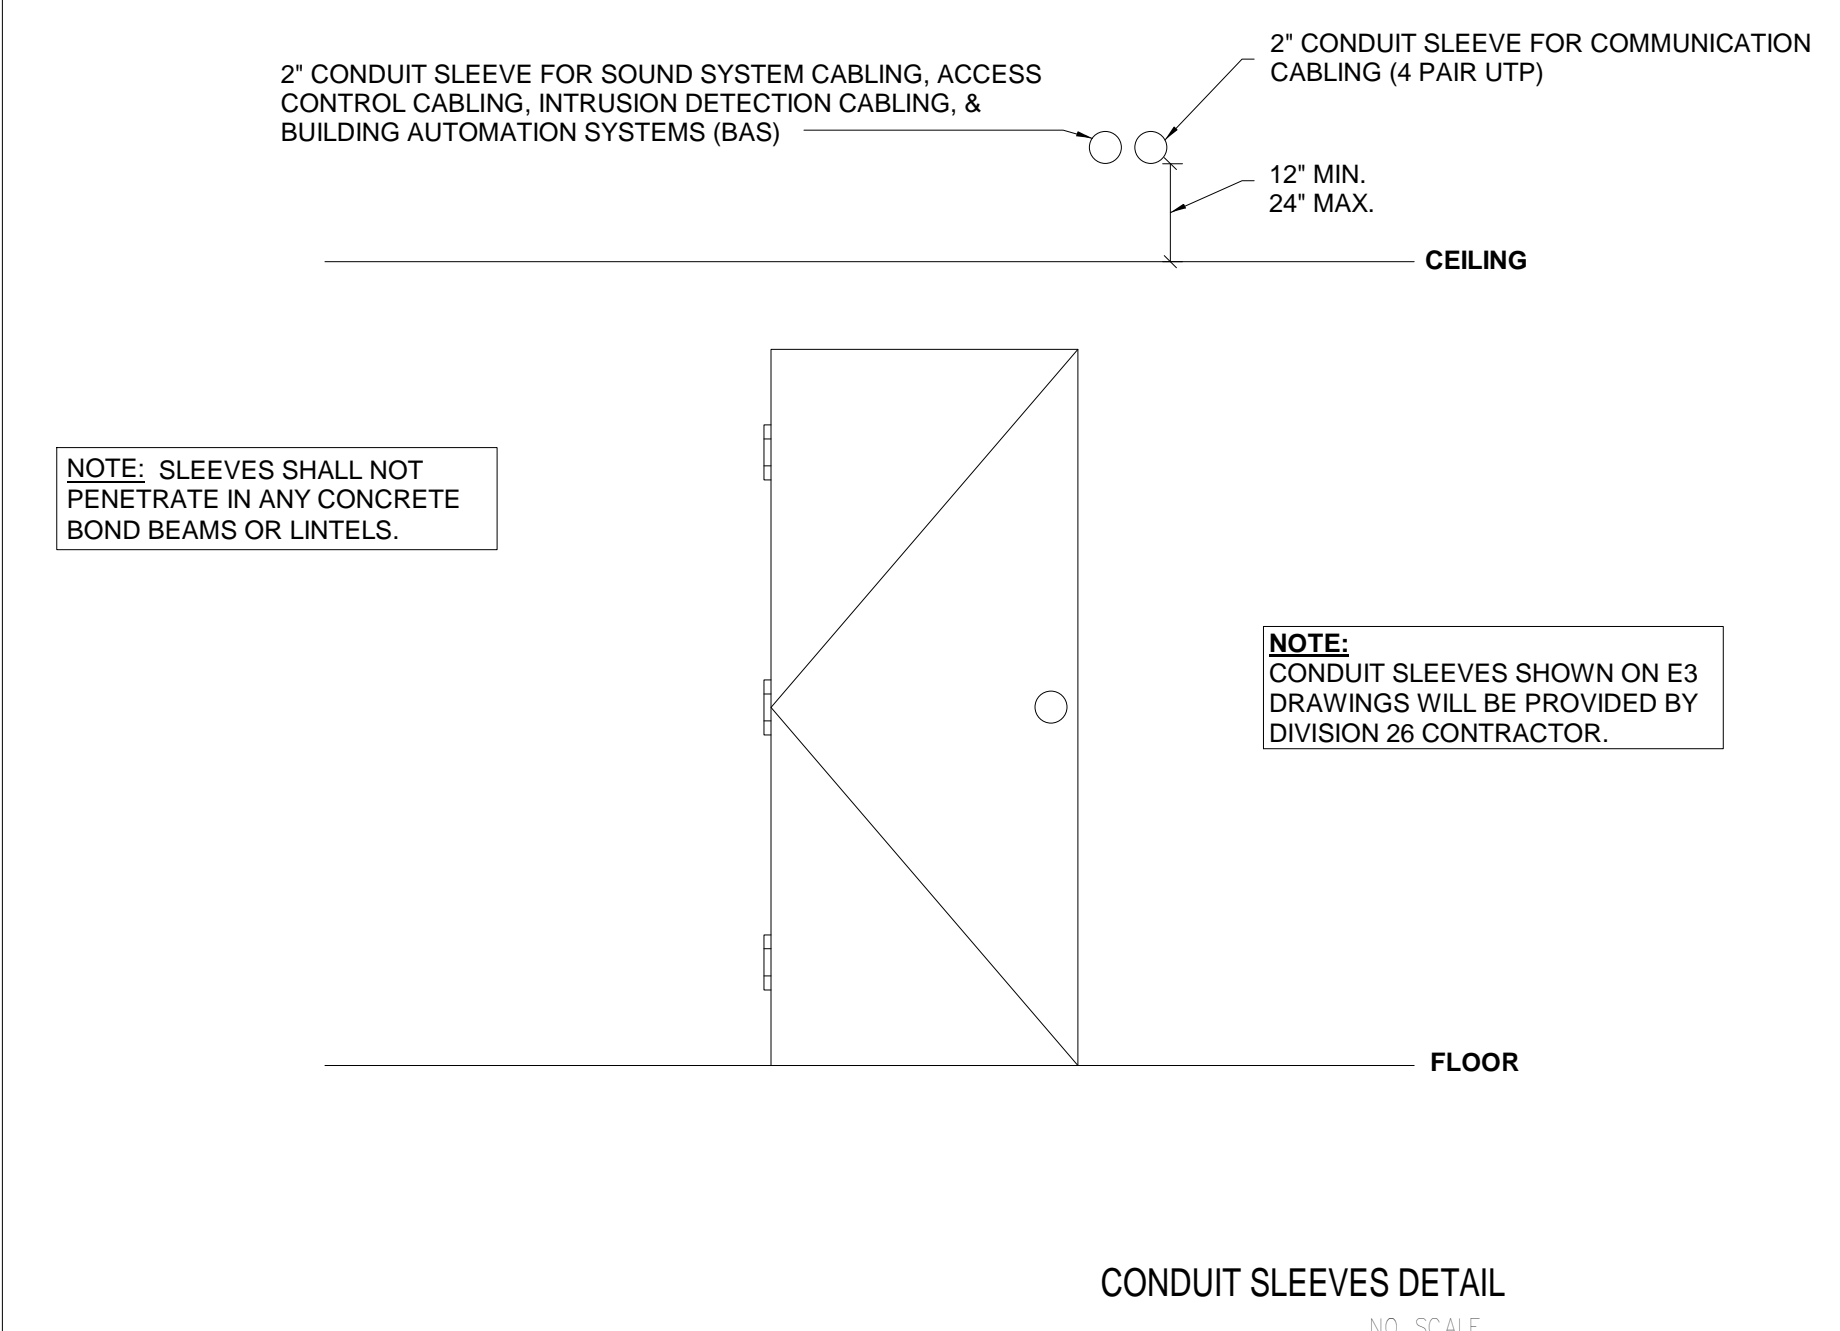 2" CONDUIT SLEEVE FOR SOUND SYSTEM CABLING, ACCESS
CONTROL CABLING, INTRUSION DETECTION CABLING, &
BUILDING AUTOMATION SYSTEMS (BAS)
2" CONDUIT SLEEVE FOR COMMUNICATION
CABLING (4 PAIR UTP)
12" MIN.
24" MAX.
CEILING
NOTE: SLEEVES SHALL NOT
PENETRATE IN ANY CONCRETE
BOND BEAMS OR LINTELS.
NOTE:
CONDUIT SLEEVES SHOWN ON E3
DRAWINGS WILL BE PROVIDED BY
DIVISION 26 CONTRACTOR.
FLOOR
CONDUIT SLEEVES DETAIL
NO SCALE